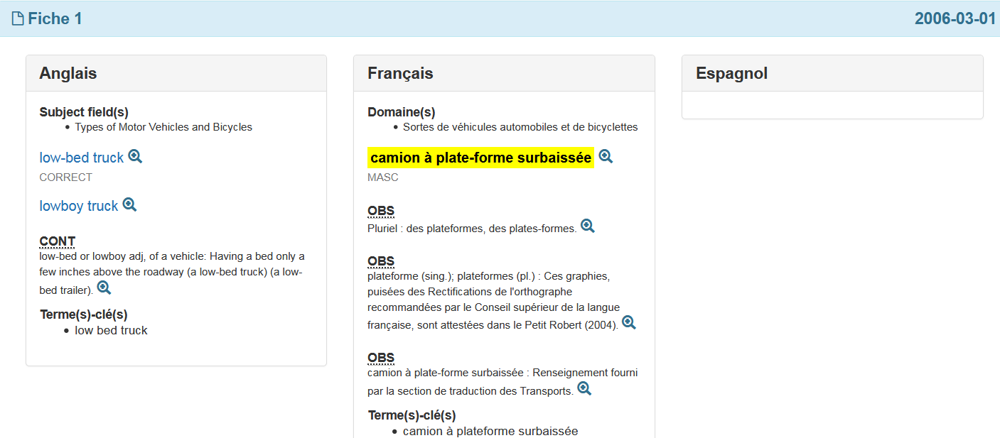 Fiche 1
2006-03-01
Anglais
Subject field(s)
• Types of Motor Vehicles and Bicycles
low-bed truck
CORRECT
lowboy truck
CONT
low-bed or lowboy adj, of a vehicle: Having a bed only a
few inches above the roadway (a low-bed truck) (a low-
bed trailer).
Terme(s)-clé(s)
• low bed truck
Français
Domaine(s)
• Sortes de véhicules automobiles et de bicyclettes
camion à plate-forme surbaissée
MASC
OBS
Pluriel : des plateformes, des plates-formes.
OBS
plateforme (sing.); plateformes (pl.) : Ces graphies,
puisées des Rectifications de l'orthographe
recommandées par le Conseil supérieur de la langue
française, sont attestées dans le Petit Robert (2004).
OBS
camion à plate-forme surbaissée : Renseignement fourni
par la section de traduction des Transports.
Terme(s)-clé(s)
• camion à plateforme surbaissée
Espagnol